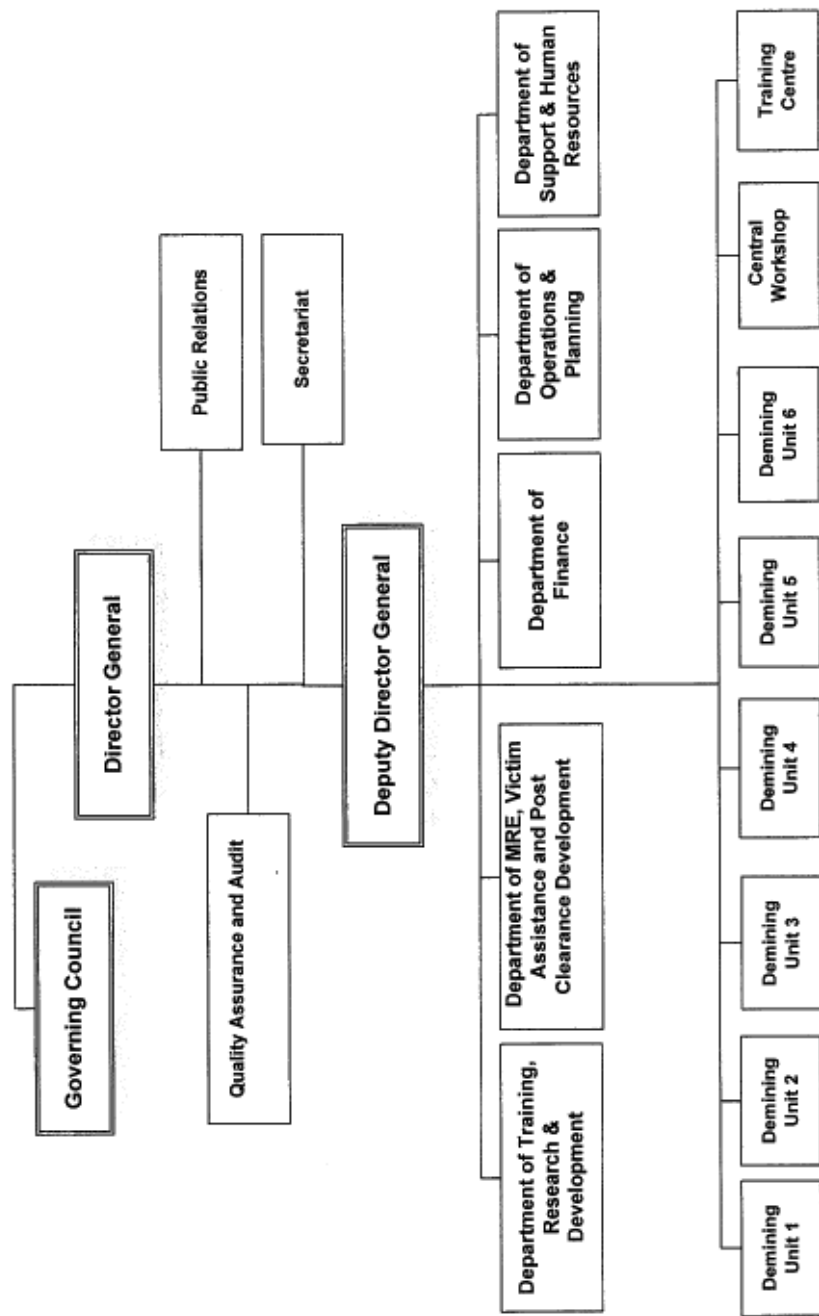 Governing Council
Director General
Public Relations
Quality Assurance and Audit
Secretariat
Deputy Director General
Department of Training,
Research &
Development
Department of MRE, Victim
Assistance and Post
Clearance Development
Department of
Finance
Department of
Operations &
Planning
Department of
Support & Human
Resources
Demining
Unit 1
Demining
Unit 2
Demining
Unit 3
Demining
Unit 4
Demining
Unit 5
Demining
Unit 6
Central
Workshop
Training
Centre